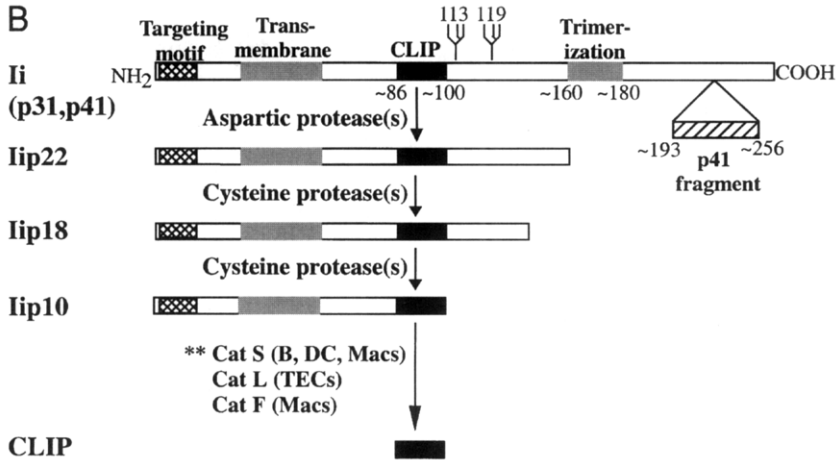 B
113 119
Targeting motif
Trans-
membrane
CLIP
Trimer-
ization
Ii
(p31,p41)
NH2
COOH
~86 ~100
~160 ~180
~193 ~256
p41
fragment
Aspartic protease(s)
Iip22
Cysteine protease(s)
Iip18
Cysteine protease(s)
Iip10
** Cat S (B, DC, Macs)
Cat L (TECs)
Cat F (Macs)
CLIP